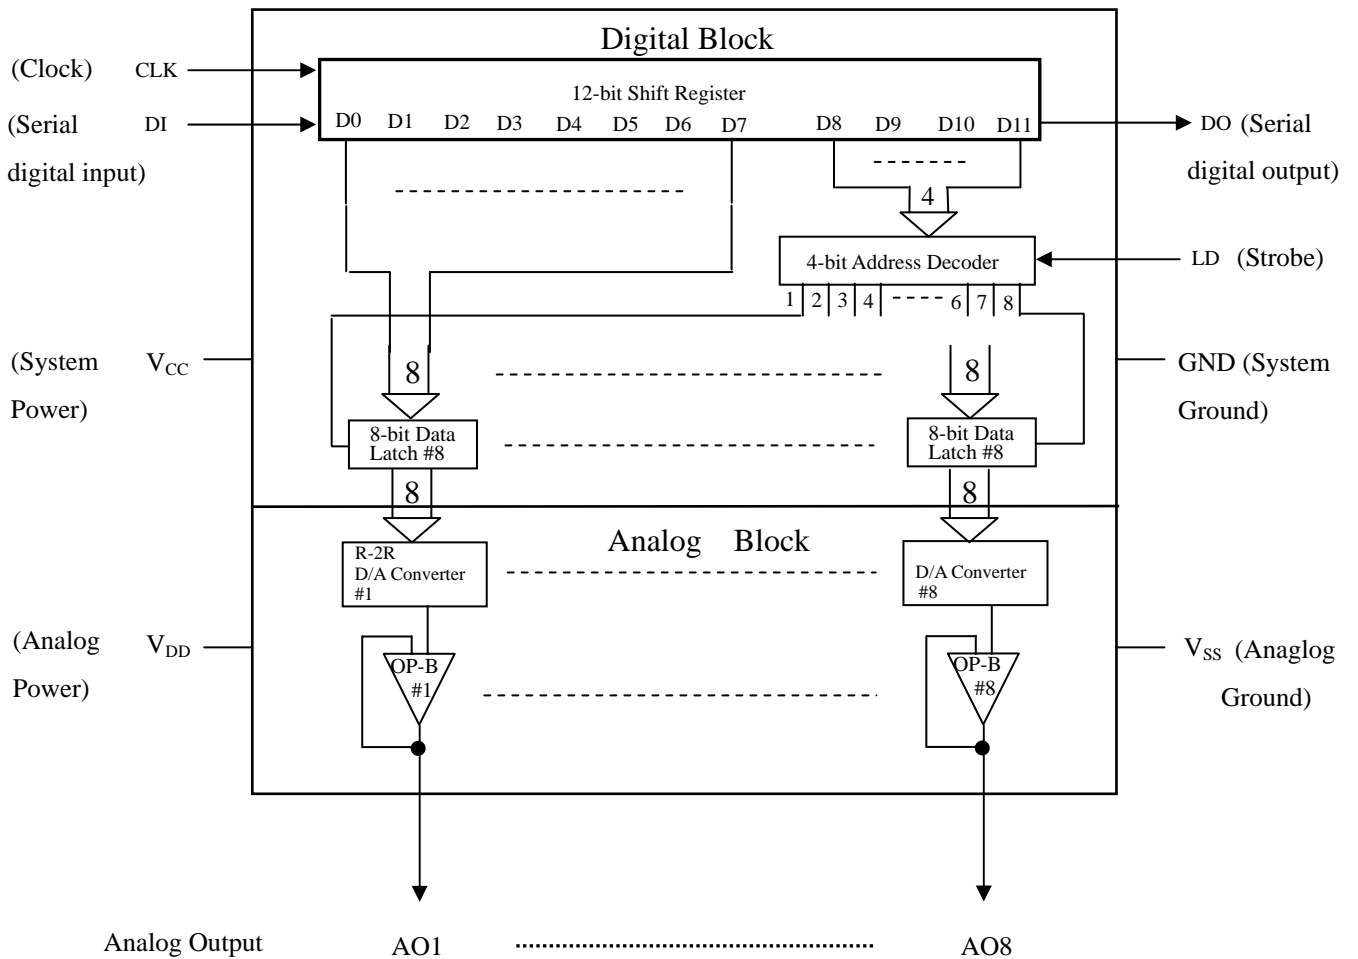 Digital Block
(Clock) CLK
12-bit Shift Register
(Serial DI
D0 D1 D2 D3 D4 D5 D6 D7 D8 D9 D10 D11
DO (Serial
digital input)
digital output)
4
4-bit Address Decoder
LD (Strobe)
1 2 3 4 6 7 8
(System VCC
Power)
8
8
GND (System
Ground)
8-bit Data
Latch #8
8-bit Data
Latch #8
8
8
Analog Block
R-2R
D/A Converter
#1
D/A Converter
#8
(Analog VDD
Power)
OP-B
#1
OP-B
#8
VSS (Anaglog
Ground)
Analog Output AO1 AO8